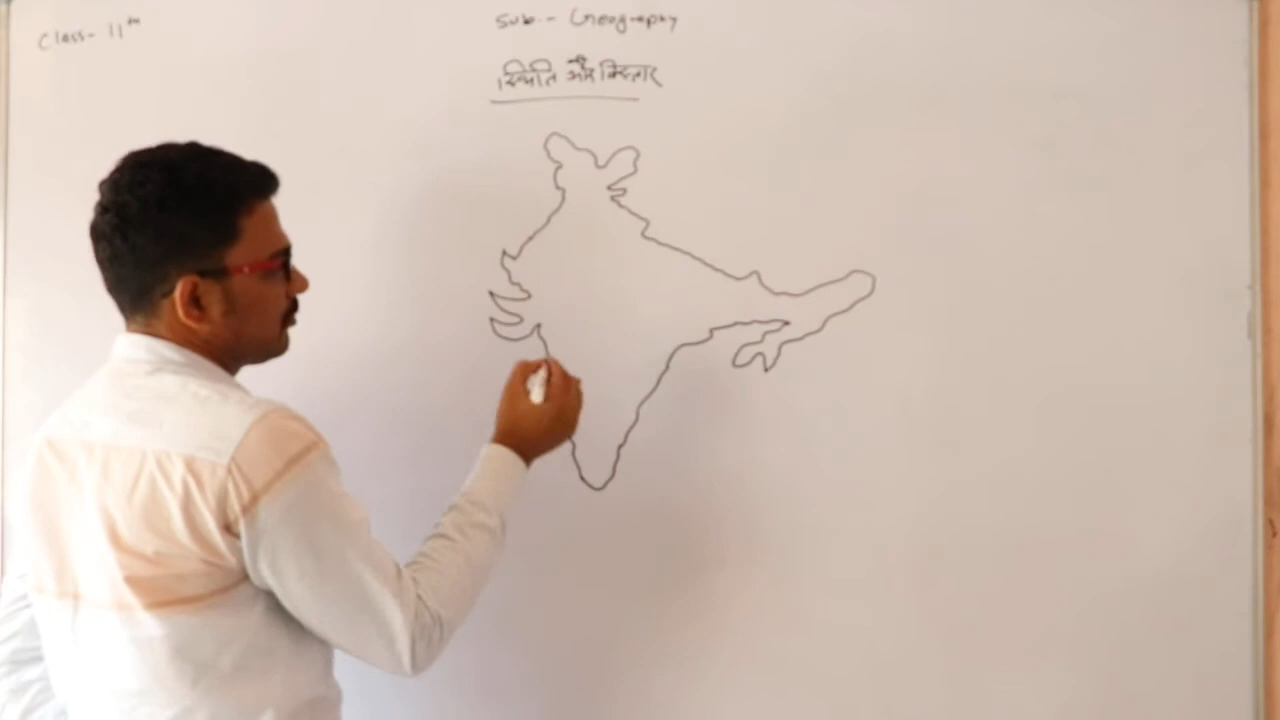 Class- 11th
Sub:- Geography
स्थिति और विस्तार